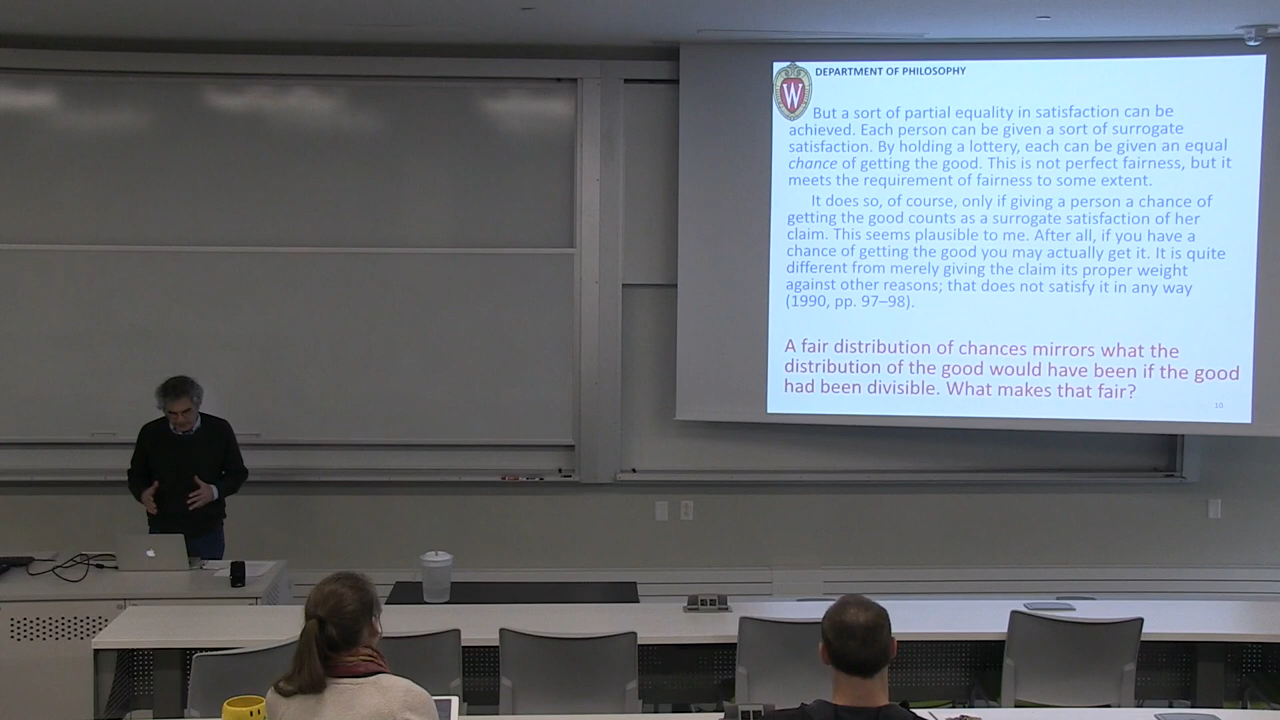 W
DEPARTMENT OF PHILOSOPHY
But a sort of partial equality in satisfaction can be
achieved. Each person can be given a sort of surrogate
satisfaction. By holding a lottery, each can be given an equal
chance of getting the good. This is not perfect fairness, but it
meets the requirement of fairness to some extent.
It does so, of course, only if giving a person a chance of
getting the good counts as a surrogate satisfaction of her
claim. This seems plausible to me. After all, if you have a
chance of getting the good you may actually get it. It is quite
different from merely giving the claim its proper weight
against other reasons; that does not satisfy it in any way
(1990, pp. 97–98).
A fair distribution of chances mirrors what the
distribution of the good would have been if the good
had been divisible. What makes that fair?
10